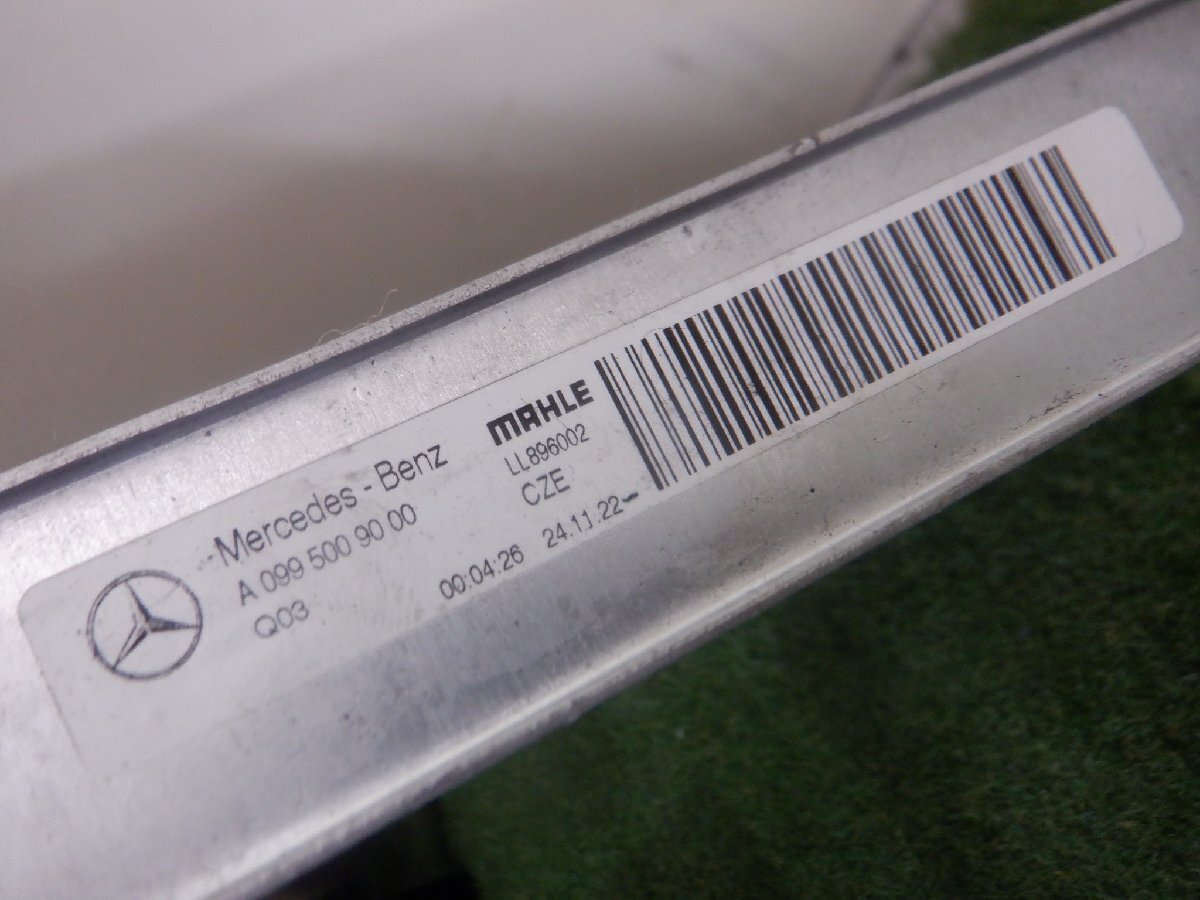 Mercedes-Benz
A 099 500 90 00
Q03
MAHLE
LL896002
CZE
00:04:26 24.11.22